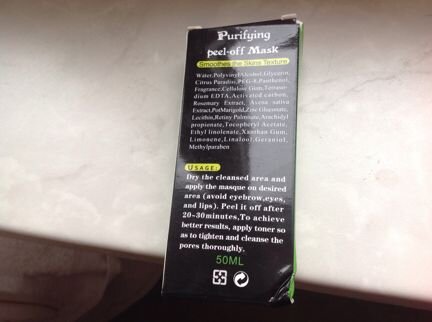 Purifying
peel-off Mask
Smoothes the Skins Texture
Water,PolyvinylAlcohol,Glycerin,
Citrus Paradisi,PEG-8,Panthenol,
Fragrance,Cellulose Gum,Tetraso-
dium EDTA,Activated carbon,
Rosemary Extract, Avena sativa
Extract,PotMarigold,Zinc Gluconate,
Lecithin,Retiny Palmitate,Arachidyl
propionate,Tocopheryl Acetate,
Ethyl linolenate,Xanthan Gum,
Limonene,Linalool,Geraniol,
Methylparaben
USAGE:
Dry the cleansed area and
apply the masque on desired
area (avoid eyebrow,eyes,
and lips). Peel it off after
20-30minutes,To achieve
better results, apply toner so
as to tighten and cleanse the
pores thoroughly.
50ML